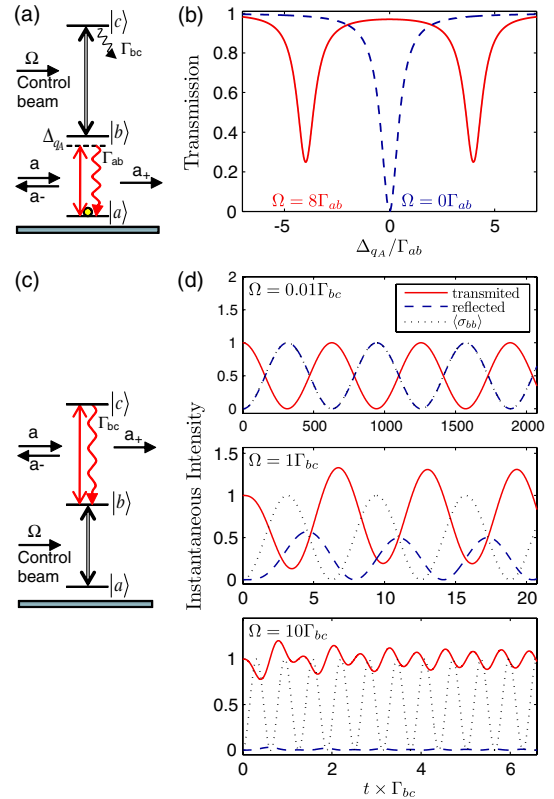 (a)
|c⟩
Γbc
Ω
Control
beam
ΔqA
|b⟩
Γab
a
a-
a+
|a⟩
(b)
Transmission
1
0.8
0.6
0.4
0.2
0
Ω = 8Γab
Ω = 0Γab
-5
0
5
ΔqA/Γab
(c)
|c⟩
Γbc
a
a-
a+
|b⟩
Ω
Control
beam
|a⟩
(d)
Instantaneous Intensity
2
1.5
1
0.5
0
Ω = 0.01Γbc
transmited
reflected
⟨σbb⟩
0
500
1000
1500
2000
1.5
1
0.5
0
Ω = 1Γbc
0
5
10
15
20
1
0.5
0
Ω = 10Γbc
0
1
2
3
4
5
6
t × Γbc